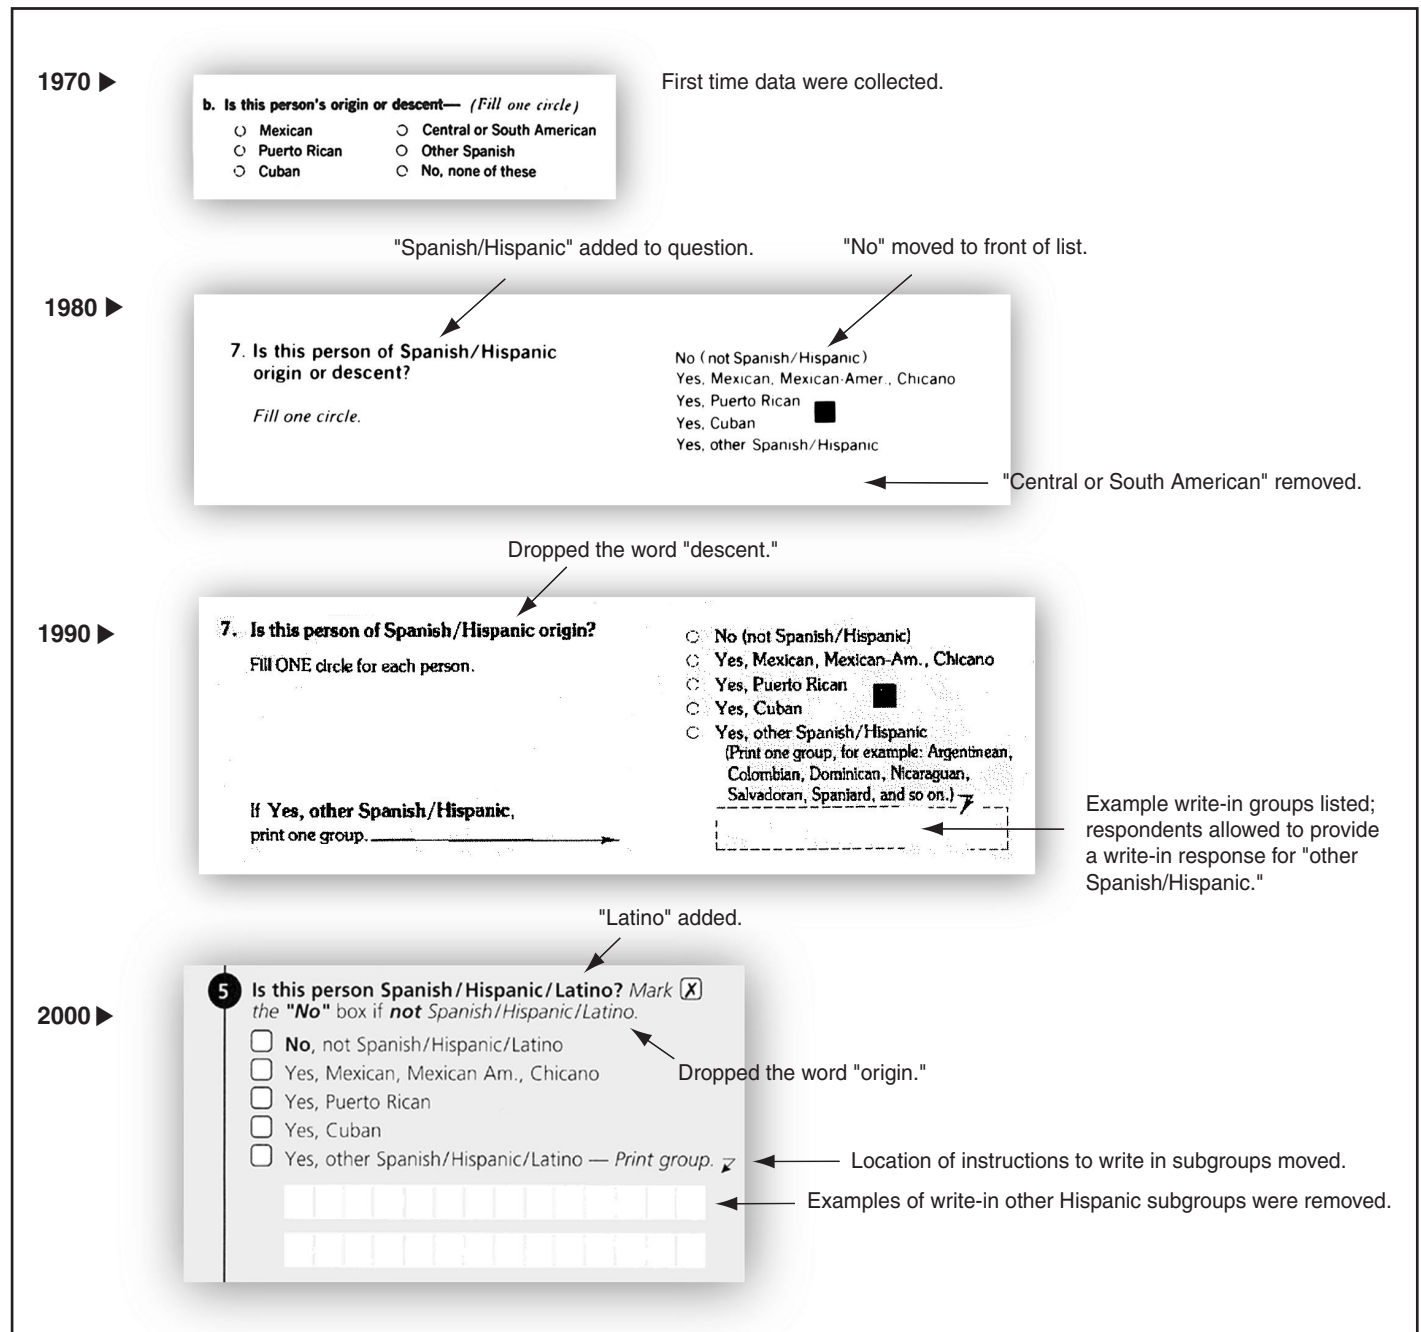 1970 ▶
First time data were collected.
b. Is this person's origin or descent— (Fill one circle)
Mexican
Central or South American
Puerto Rican
Other Spanish
Cuban
No, none of these
"Spanish/Hispanic" added to question.
"No" moved to front of list.
1980 ▶
7. Is this person of Spanish/Hispanic
origin or descent?
Fill one circle.
No (not Spanish/Hispanic)
Yes, Mexican, Mexican-Amer., Chicano
Yes, Puerto Rican
Yes, Cuban
Yes, other Spanish/Hispanic
"Central or South American" removed.
Dropped the word "descent."
1990 ▶
7. Is this person of Spanish/Hispanic origin?
Fill ONE circle for each person.
No (not Spanish/Hispanic)
Yes, Mexican, Mexican-Am., Chicano
Yes, Puerto Rican
Yes, Cuban
Yes, other Spanish/Hispanic
(Print one group, for example: Argentinean,
Colombian, Dominican, Nicaraguan,
Salvadoran, Spaniard, and so on.)
If Yes, other Spanish/Hispanic,
print one group.
Example write-in groups listed;
respondents allowed to provide
a write-in response for "other
Spanish/Hispanic."
"Latino" added.
2000 ▶
5 Is this person Spanish/Hispanic/Latino? Mark X
the "No" box if not Spanish/Hispanic/Latino.
No, not Spanish/Hispanic/Latino
Yes, Mexican, Mexican Am., Chicano
Yes, Puerto Rican
Yes, Cuban
Yes, other Spanish/Hispanic/Latino — Print group.
Dropped the word "origin."
Location of instructions to write in subgroups moved.
Examples of write-in other Hispanic subgroups were removed.